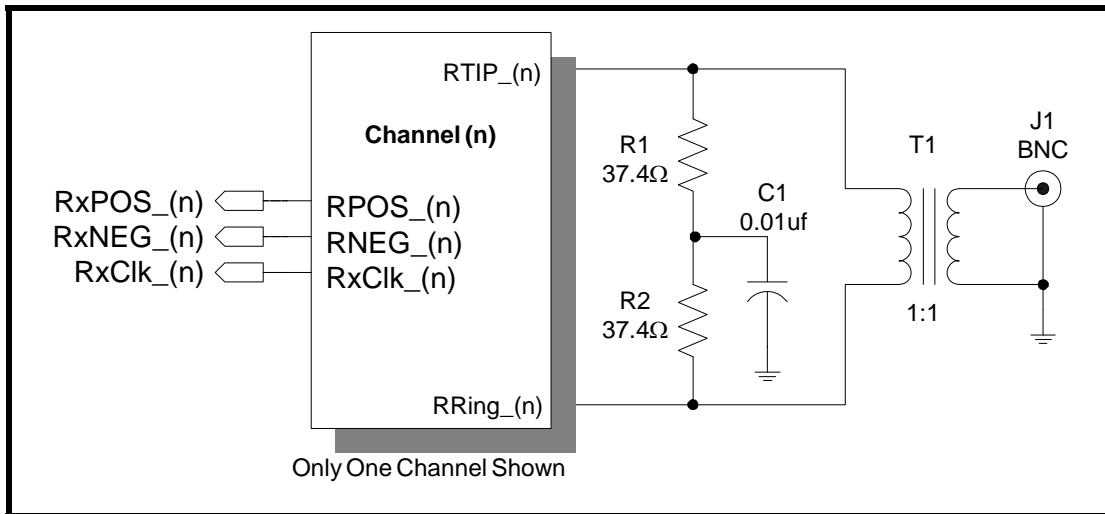 RTIP_(n)
Channel (n)
RxPOS_(n)
RxNEG_(n)
RxClk_(n)
RPOS_(n)
RNEG_(n)
RxClk_(n)
RRing_(n)
Only One Channel Shown
R1
37.4Ω
C1
0.01uf
R2
37.4Ω
T1
1:1
J1
BNC